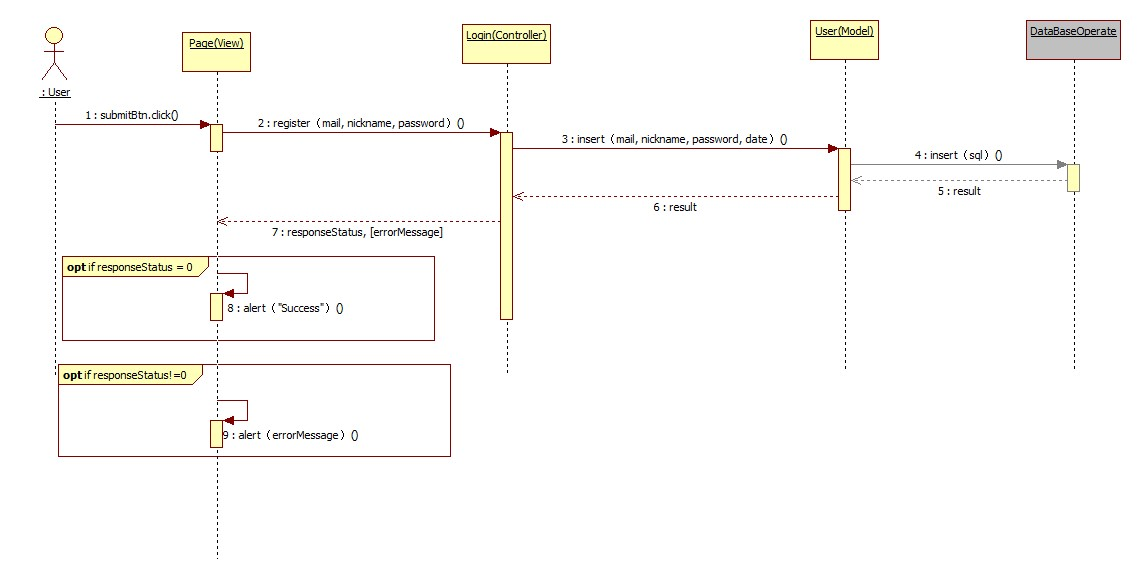 Page(View)
Login(Controller)
User(Model)
DataBaseOperate
: User
1 : submitBtn.click()
2 : register（mail, nickname, password）()
3 : insert（mail, nickname, password, date）()
4 : insert（sql）()
5 : result
6 : result
7 : responseStatus, [errorMessage]
opt if responseStatus = 0
8 : alert（"Success"）()
opt if responseStatus!=0
9 : alert（errorMessage）()